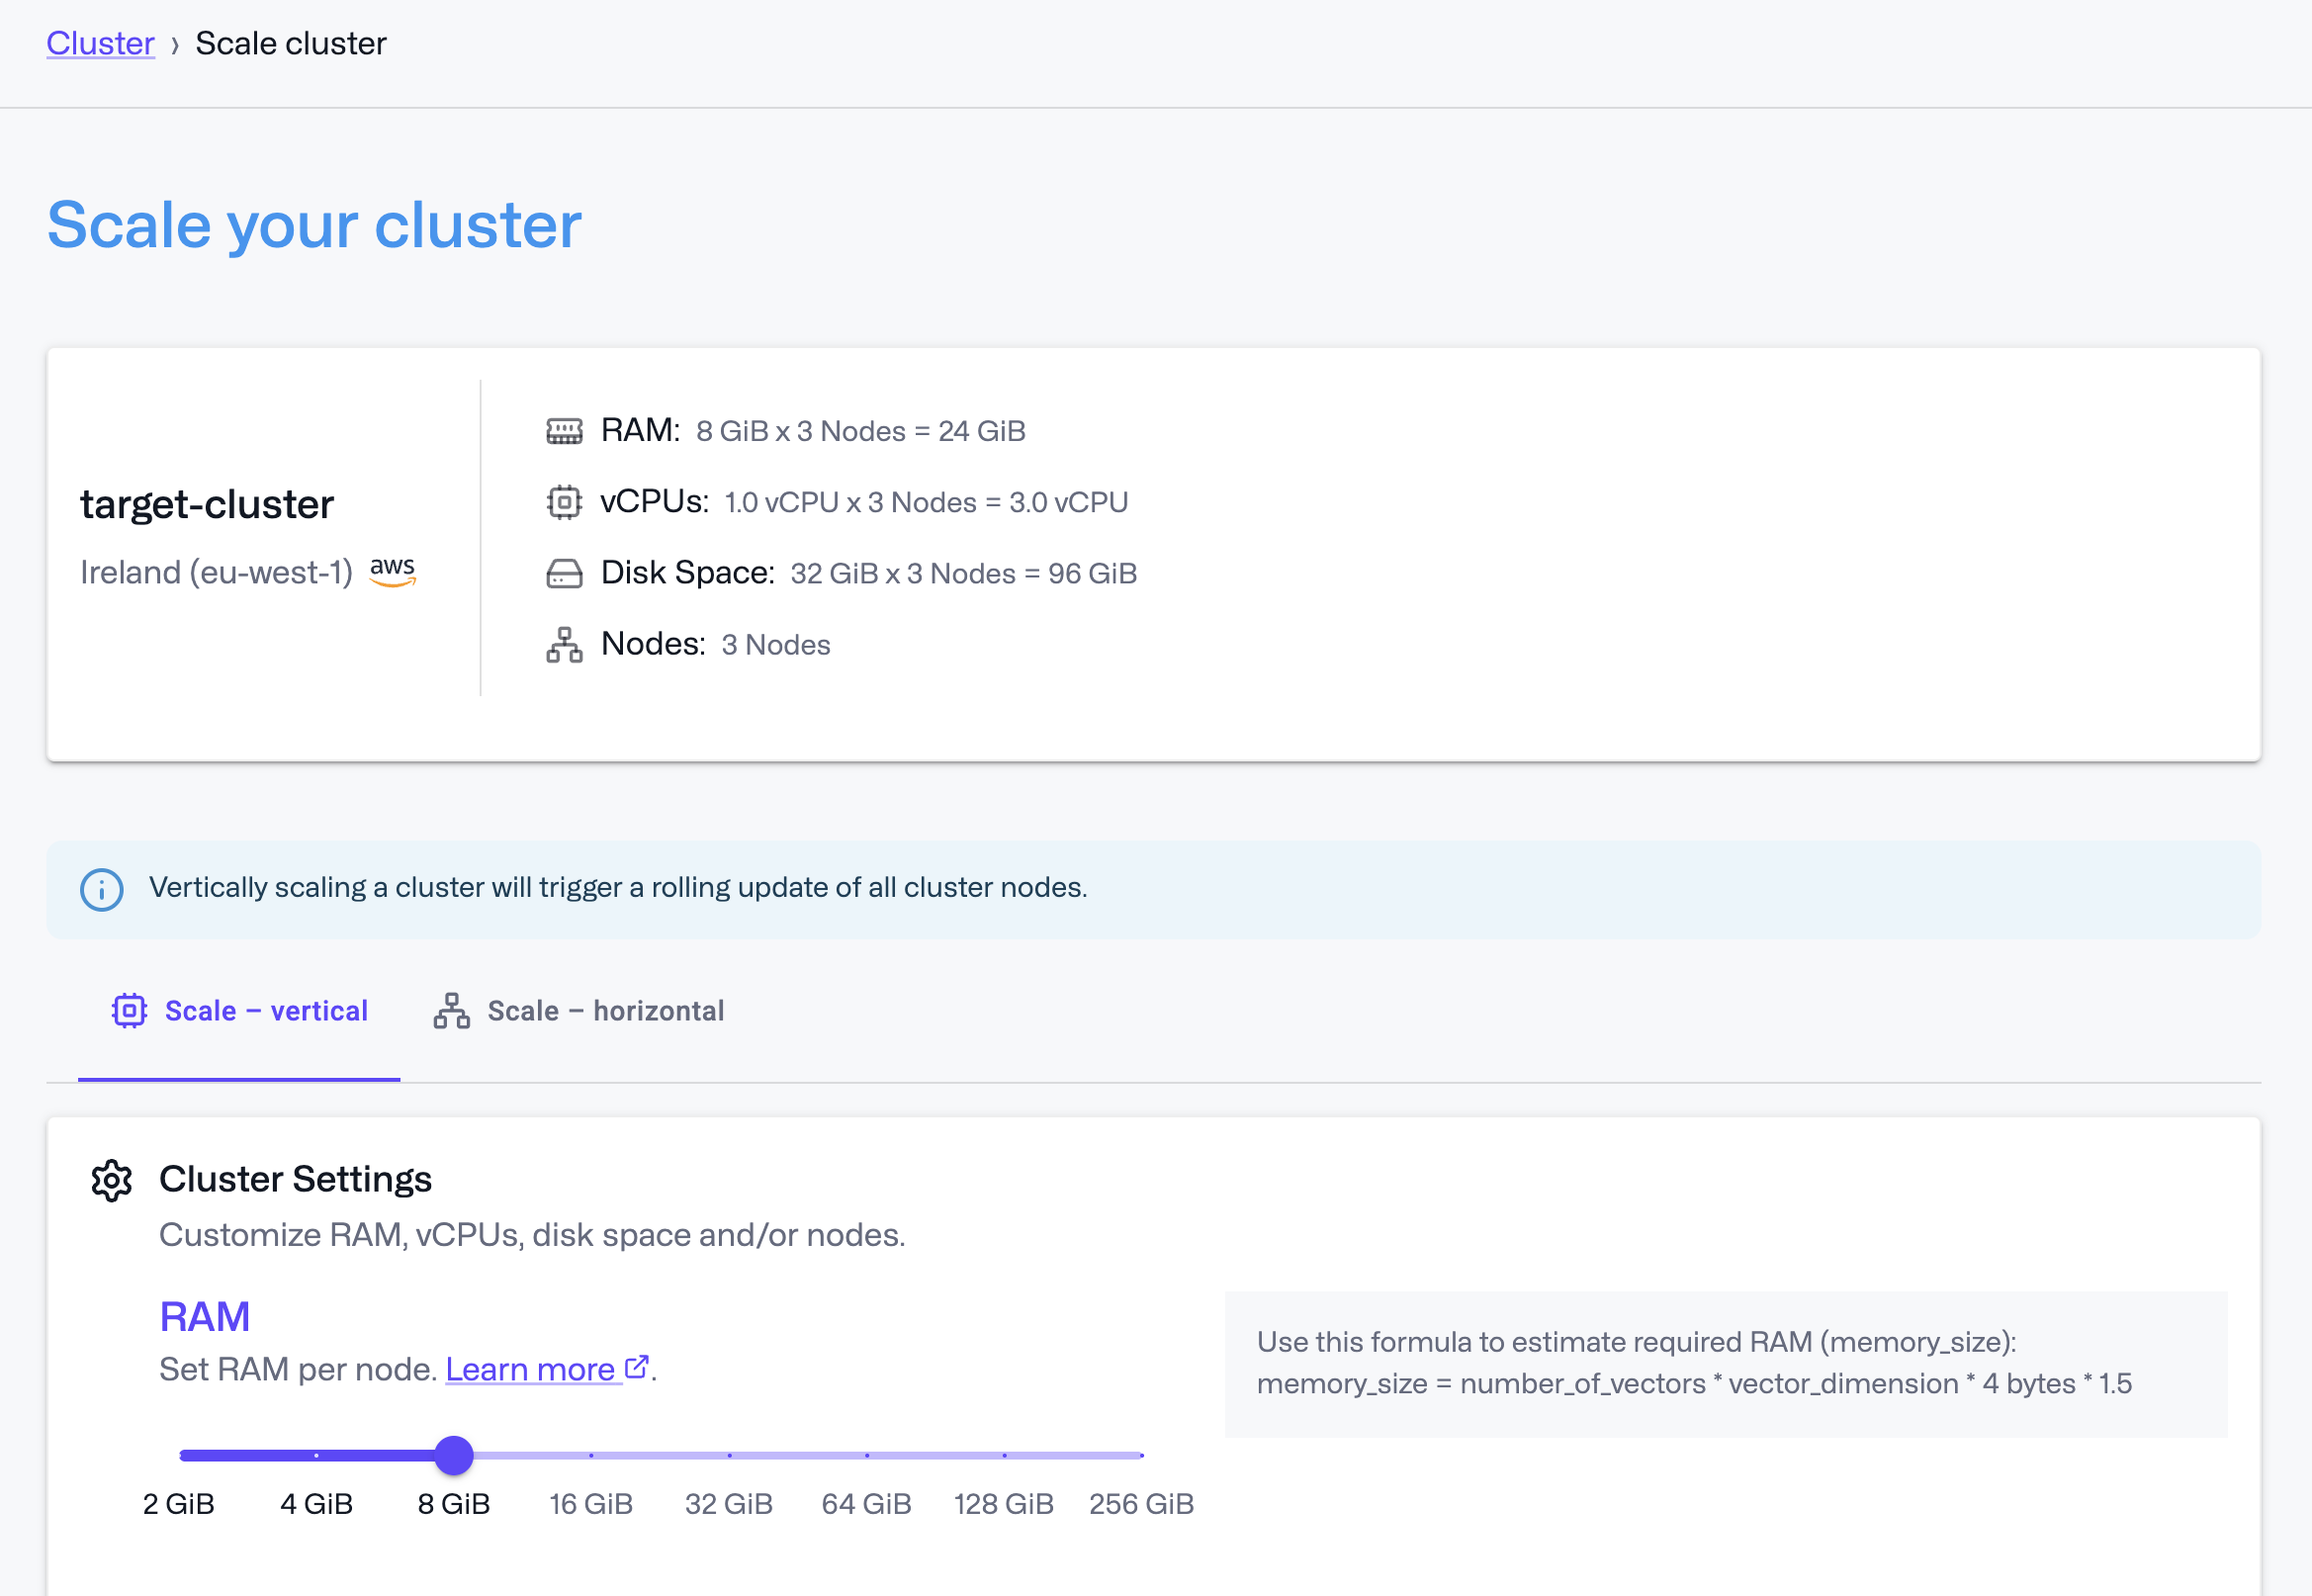 Cluster › Scale cluster
Scale your cluster
target-cluster
Ireland (eu-west-1) aws
RAM: 8 GiB x 3 Nodes = 24 GiB
vCPUs: 1.0 vCPU x 3 Nodes = 3.0 vCPU
Disk Space: 32 GiB x 3 Nodes = 96 GiB
Nodes: 3 Nodes
Vertically scaling a cluster will trigger a rolling update of all cluster nodes.
Scale – vertical Scale – horizontal
Cluster Settings
Customize RAM, vCPUs, disk space and/or nodes.
RAM
Set RAM per node. Learn more .
Use this formula to estimate required RAM (memory_size):
memory_size = number_of_vectors * vector_dimension * 4 bytes * 1.5
2 GiB 4 GiB 8 GiB 16 GiB 32 GiB 64 GiB 128 GiB 256 GiB